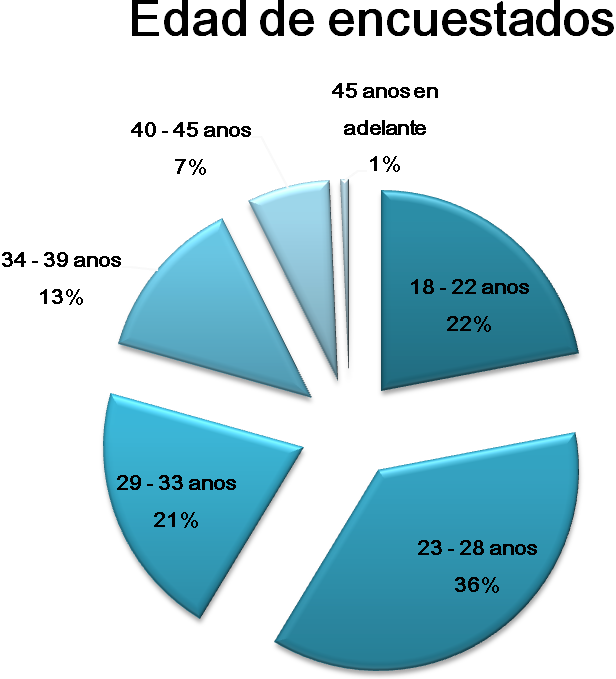 Edad de encuestados
45 anos en
adelante
1%
40 - 45 anos
7%
34 - 39 anos
13%
18 - 22 anos
22%
29 - 33 anos
21%
23 - 28 anos
36%